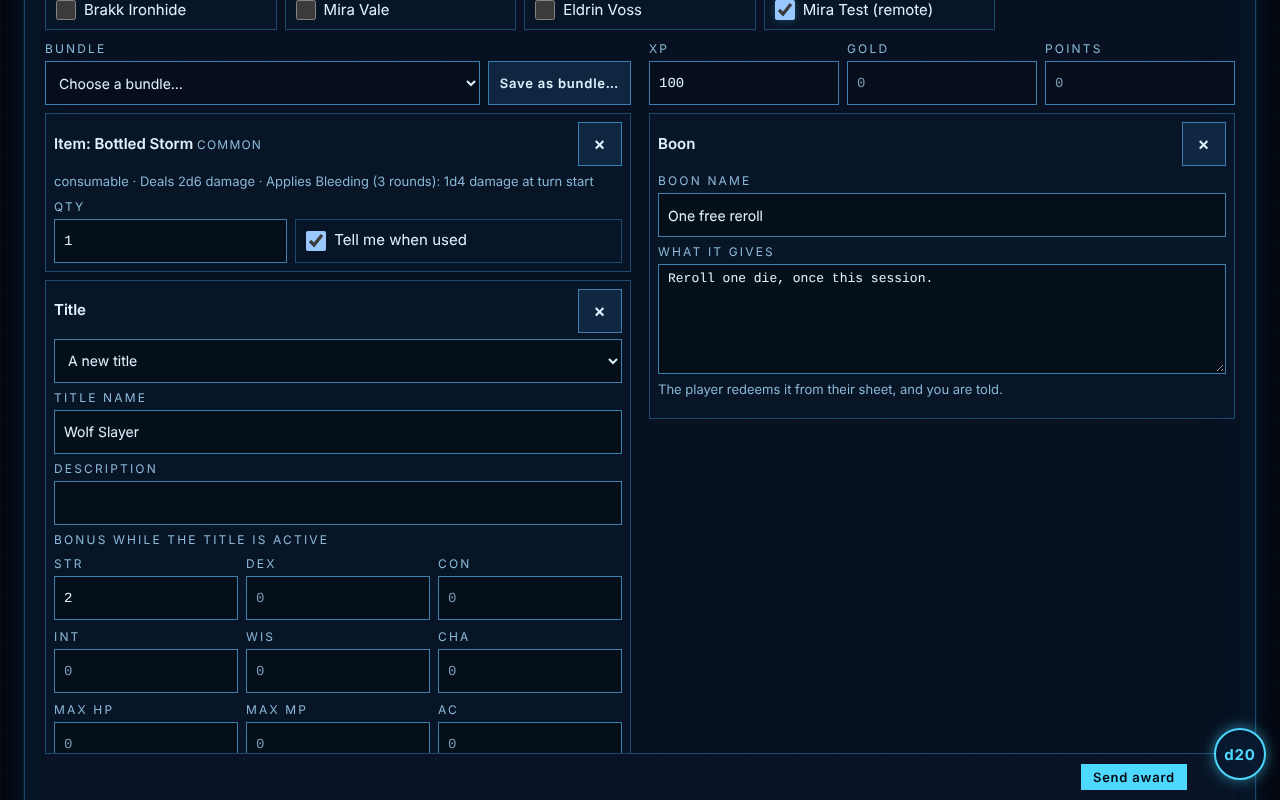 Brakk Ironhide
Mira Vale
Eldrin Voss
Mira Test (remote)
BUNDLE
Choose a bundle...
Save as bundle...
XP
GOLD
POINTS
100
0
0
Item: Bottled Storm COMMON
×
consumable · Deals 2d6 damage · Applies Bleeding (3 rounds): 1d4 damage at turn start
QTY
1
Tell me when used
Title
×
A new title
TITLE NAME
Wolf Slayer
DESCRIPTION
BONUS WHILE THE TITLE IS ACTIVE
STR
DEX
CON
2
0
0
INT
WIS
CHA
0
0
0
MAX HP
MAX MP
AC
0
0
0
Boon
×
BOON NAME
One free reroll
WHAT IT GIVES
Reroll one die, once this session.
The player redeems it from their sheet, and you are told.
Send award
d20